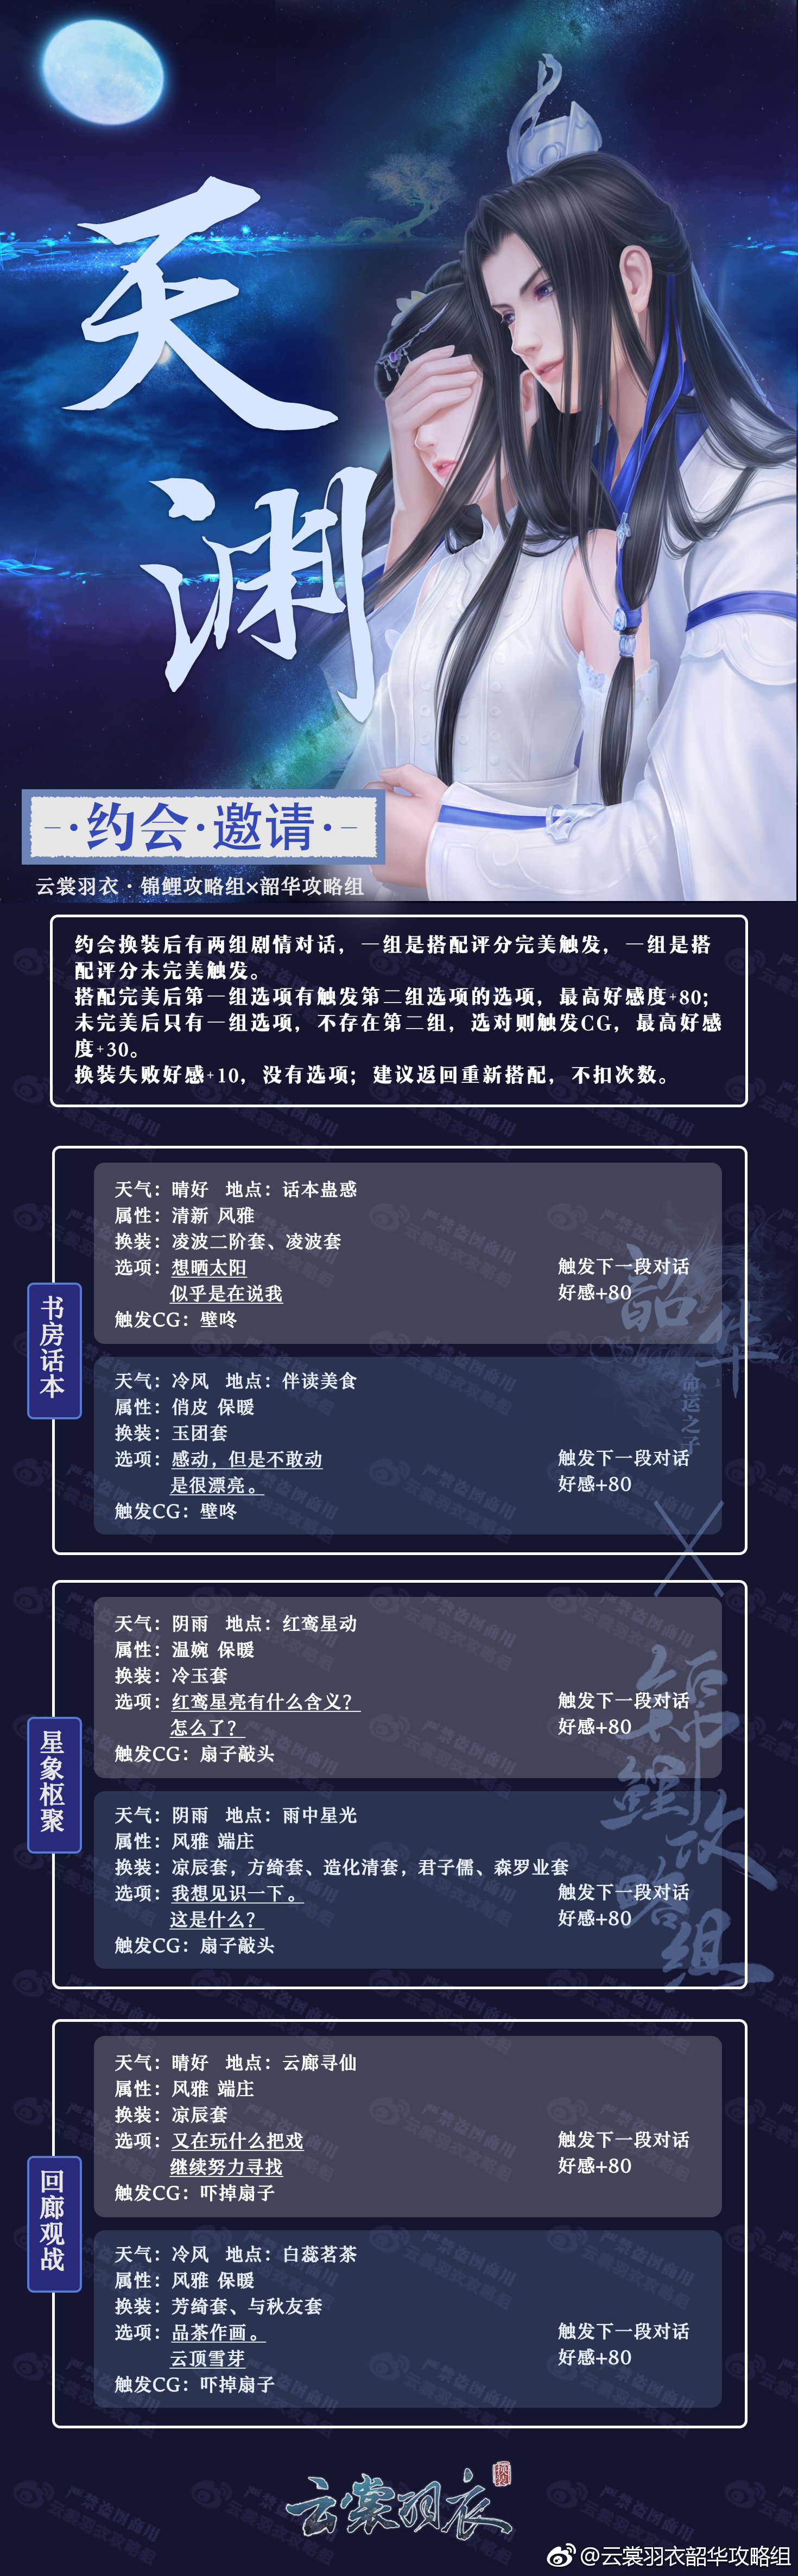 天
渊
·约会·邀请·
云裳羽衣·锦鲤攻略组×韶华攻略组
约会换装后有两组剧情对话，一组是搭配评分完美触发，一组是搭
配评分未完美触发。
搭配完美后第一组选项有触发第二组选项的选项，最高好感度+80；
未完美后只有一组选项，不存在第二组，选对则触发CG，最高好感
度+30。
换装失败好感+10，没有选项；建议返回重新搭配，不扣次数。
书房话本
天气：晴好 地点：话本蛊惑
属性：清新 风雅
换装：凌波二阶套、凌波套
选项：想晒太阳 触发下一段对话
似乎是在说我 好感+80
触发CG：壁咚
天气：冷风 地点：伴读美食
属性：俏皮 保暖
换装：玉团套
选项：感动，但是不敢动 触发下一段对话
是很漂亮。 好感+80
触发CG：壁咚
星象枢聚
天气：阴雨 地点：红鸾星动
属性：温婉 保暖
换装：冷玉套
选项：红鸾星亮有什么含义？ 触发下一段对话
怎么了？ 好感+80
触发CG：扇子敲头
天气：阴雨 地点：雨中星光
属性：风雅 端庄
换装：凉辰套，方绮套、造化清套，君子儒、森罗业套
选项：我想见识一下。 触发下一段对话
这是什么？ 好感+80
触发CG：扇子敲头
回廊观战
天气：晴好 地点：云廊寻仙
属性：风雅 端庄
换装：凉辰套
选项：又在玩什么把戏 触发下一段对话
继续努力寻找 好感+80
触发CG：吓掉扇子
天气：冷风 地点：白蕊茗茶
属性：风雅 保暖
换装：芳绮套、与秋友套
选项：品茶作画。 触发下一段对话
云顶雪芽 好感+80
触发CG：吓掉扇子
韶华
命运之子
×
锦鲤攻略组
云裳羽衣
@云裳羽衣韶华攻略组